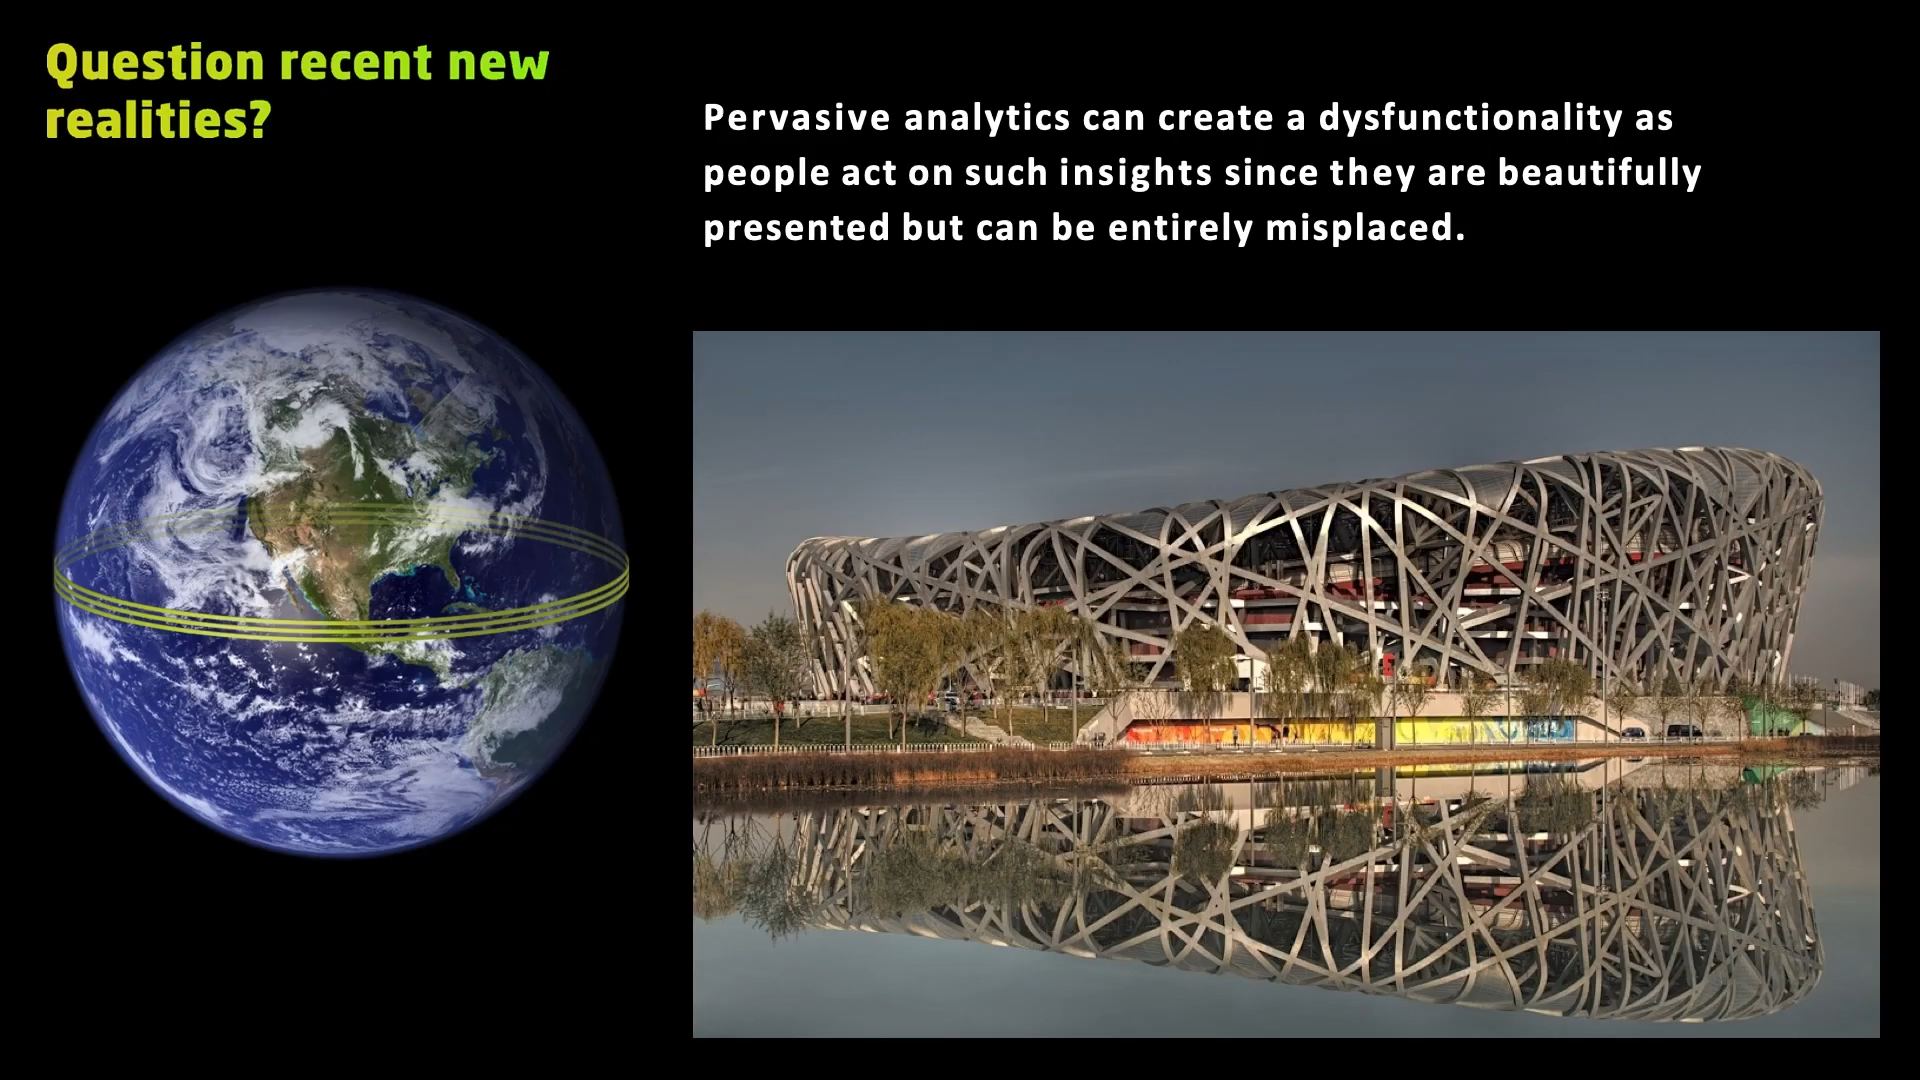 Question recent new
realities?
Pervasive analytics can create a dysfunctionality as
people act on such insights since they are beautifully
presented but can be entirely misplaced.